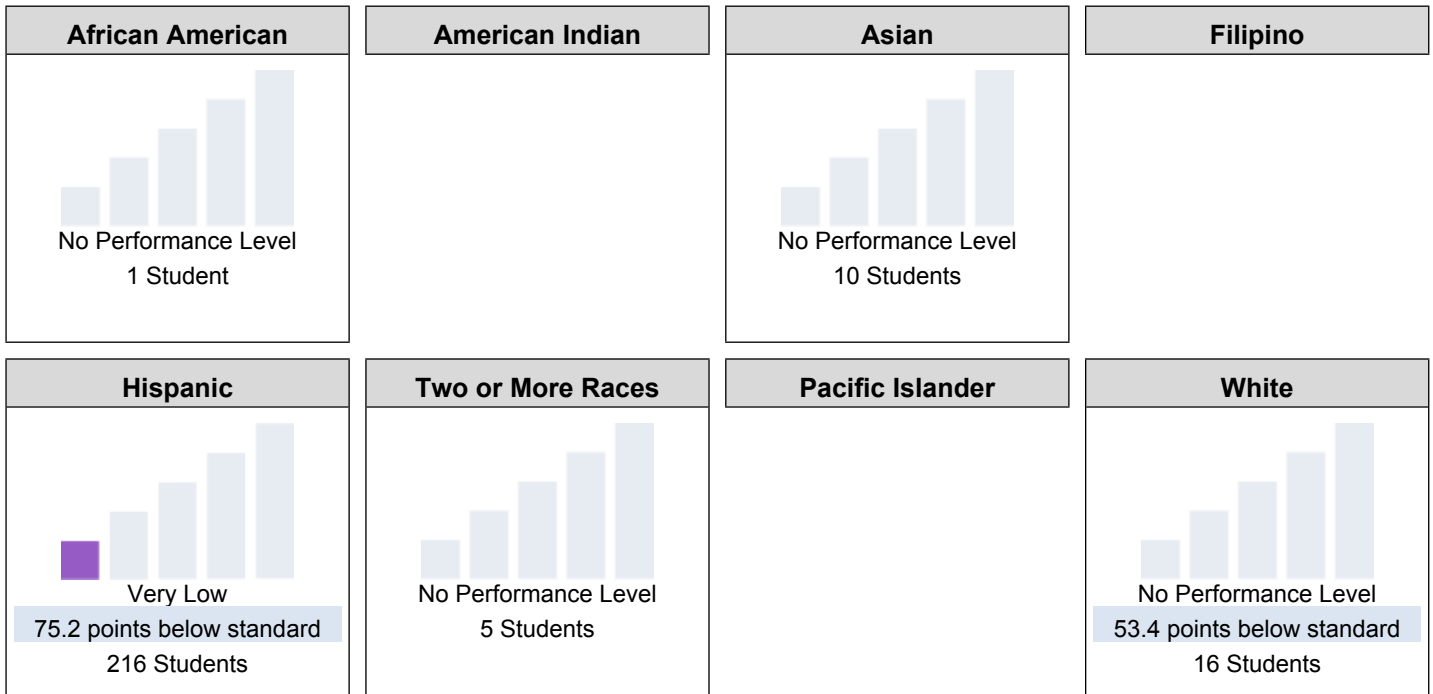 African American
No Performance Level
1 Student
American Indian
Asian
No Performance Level
10 Students
Filipino
Hispanic
Very Low
75.2 points below standard
216 Students
Two or More Races
No Performance Level
5 Students
Pacific Islander
White
No Performance Level
53.4 points below standard
16 Students